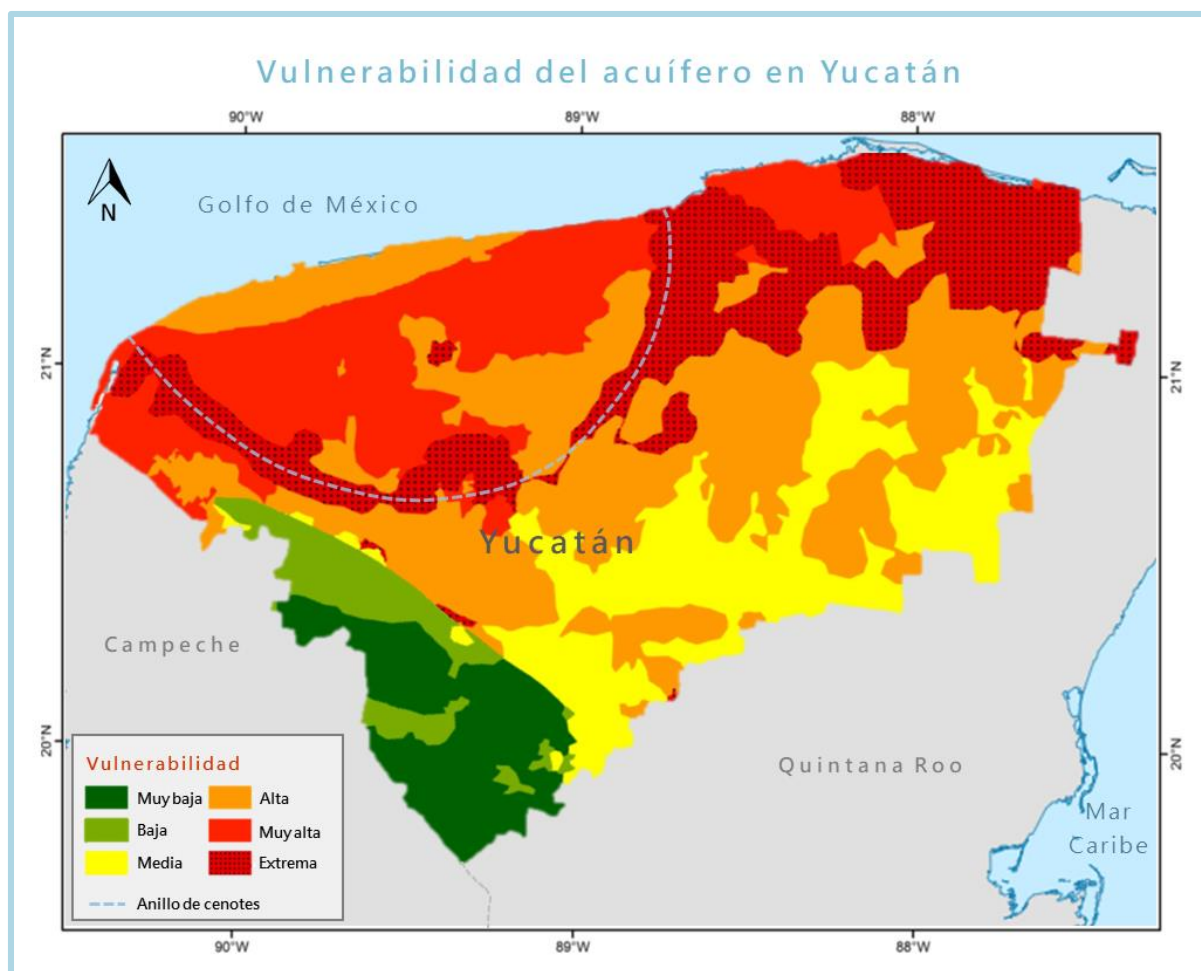 Vulnerabilidad del acuífero en Yucatán
90°W
89°W
88°W
N
Golfo de México
21°N
21°N
Yucatán
Campeche
20°N
20°N
Quintana Roo
Mar
Caribe
Vulnerabilidad
Muy baja
Alta
Baja
Muy alta
Media
Extrema
Anillo de cenotes
90°W
89°W
88°W